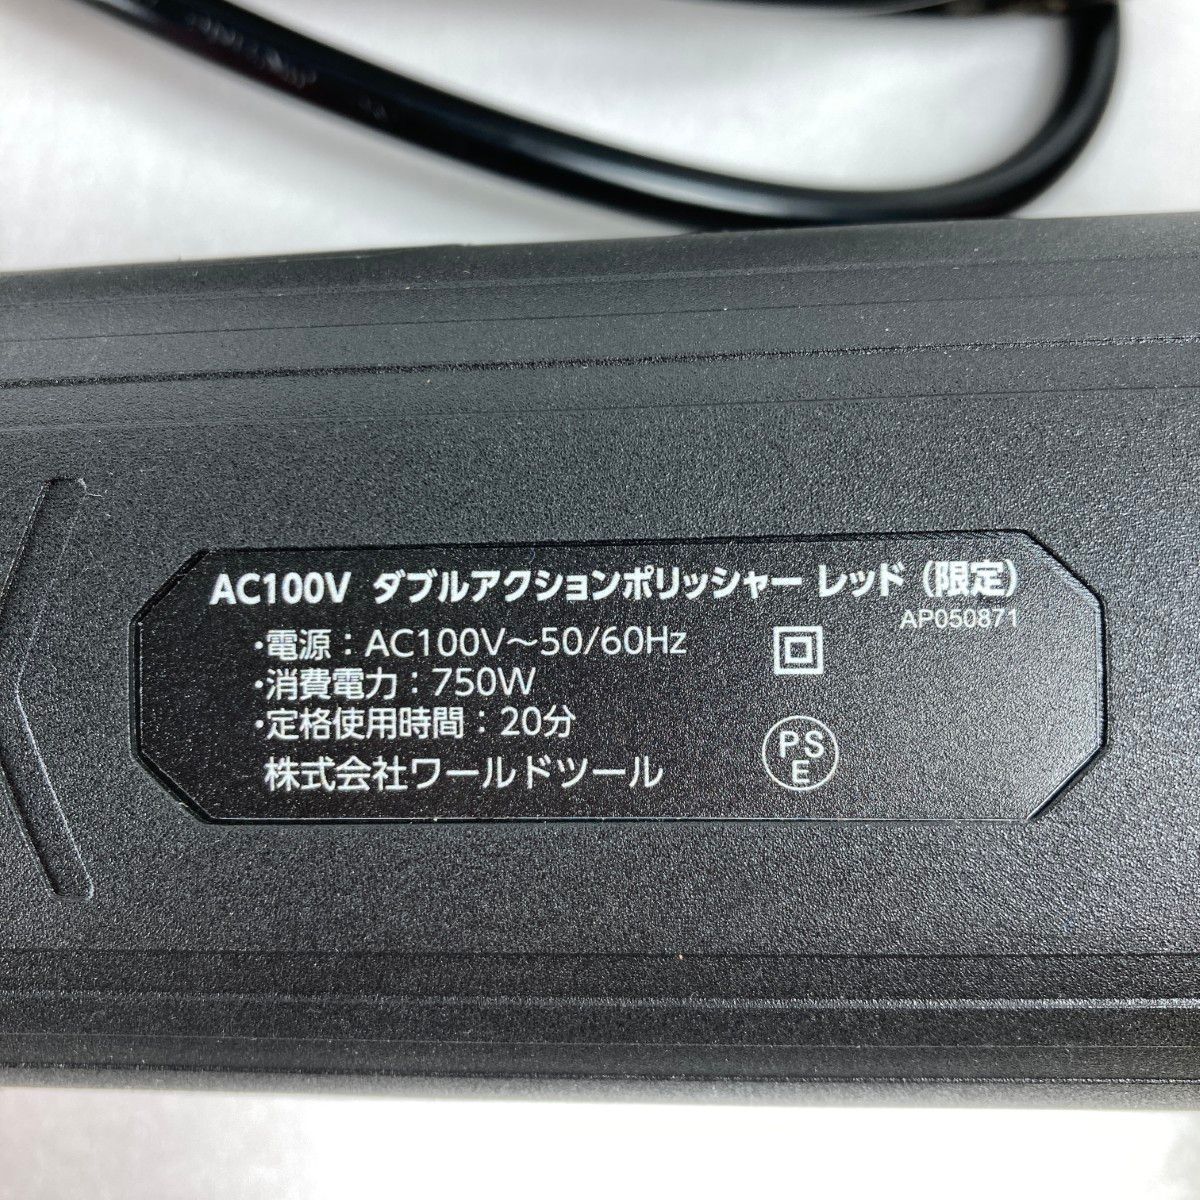 AC100V ダブルアクションポリッシャー レッド（限定）
AP050871
・電源：AC100V～50/60Hz
・消費電力：750W
・定格使用時間：20分
株式会社ワールドツール
PS
E